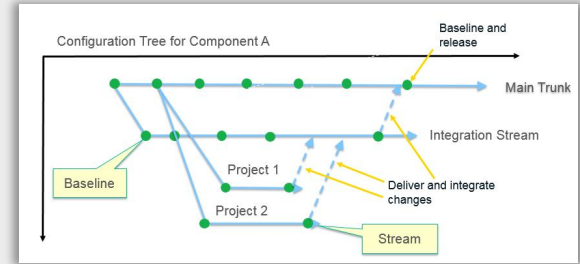 Baseline and
release
Configuration Tree for Component A
Main Trunk
Integration Stream
Project 1
Baseline
Deliver and integrate
changes
Project 2
Stream